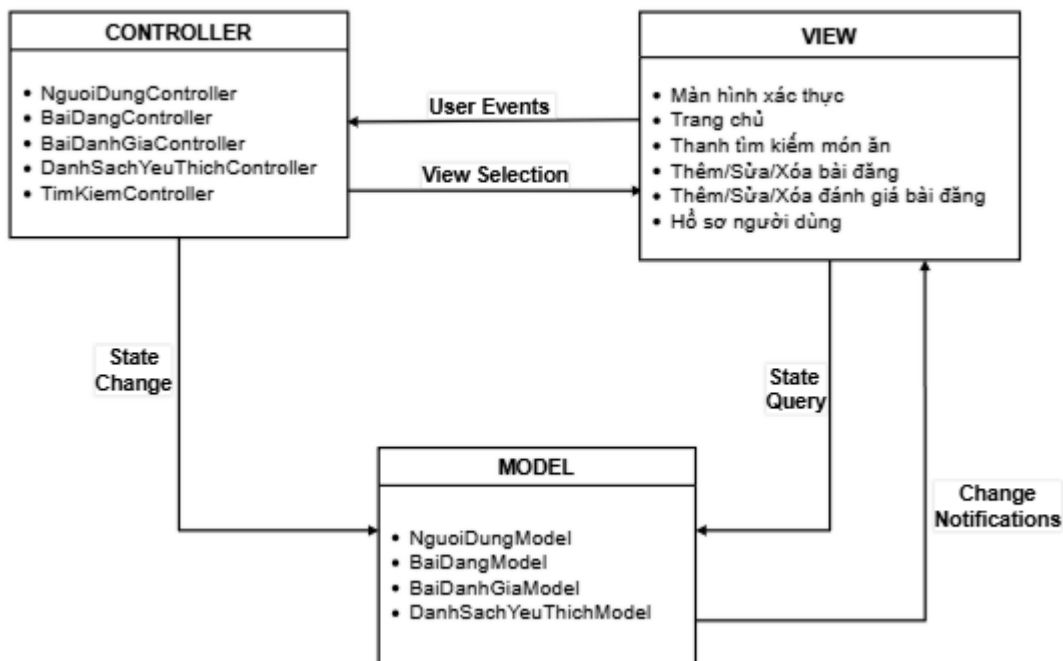 CONTROLLER
• NguoiDungController
• BaiDangController
• BaiDanhGiaController
• DanhSachYeuThichController
• TimKiemController
User Events
View Selection
VIEW
• Màn hình xác thực
• Trang chủ
• Thanh tìm kiếm món ăn
• Thêm/Sửa/Xóa bài đăng
• Thêm/Sửa/Xóa đánh giá bài đăng
• Hồ sơ người dùng
State
Change
State
Query
Change
Notifications
MODEL
• NguoiDungModel
• BaiDangModel
• BaiDanhGiaModel
• DanhSachYeuThichModel